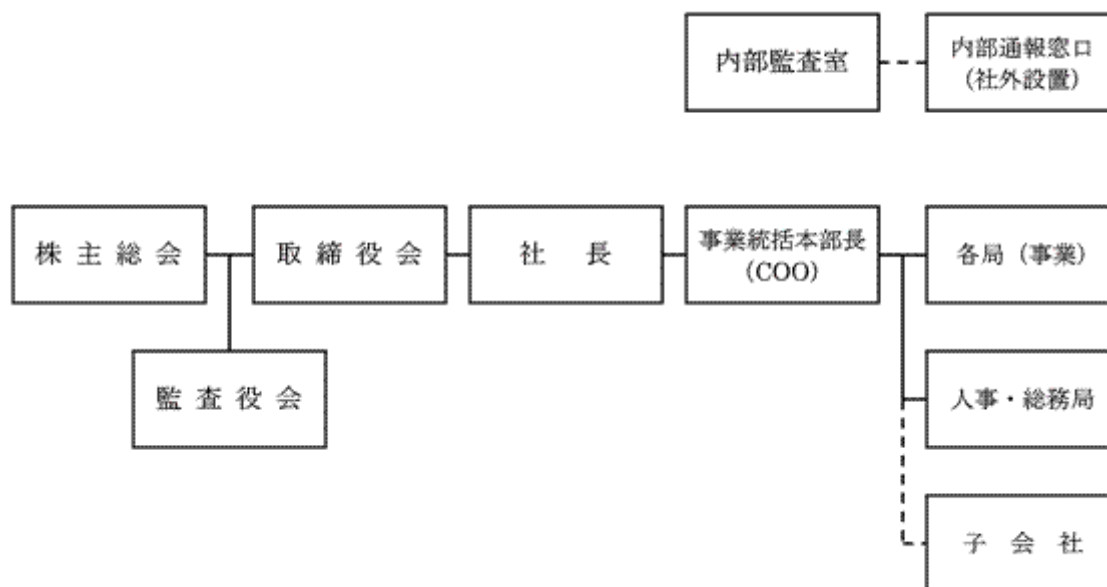 内部監査室
内部通報窓口
(社外設置)
株主総会
取締役会
社長
事業統括本部長
(COO)
各局（事業）
監査役会
人事・総務局
子会社